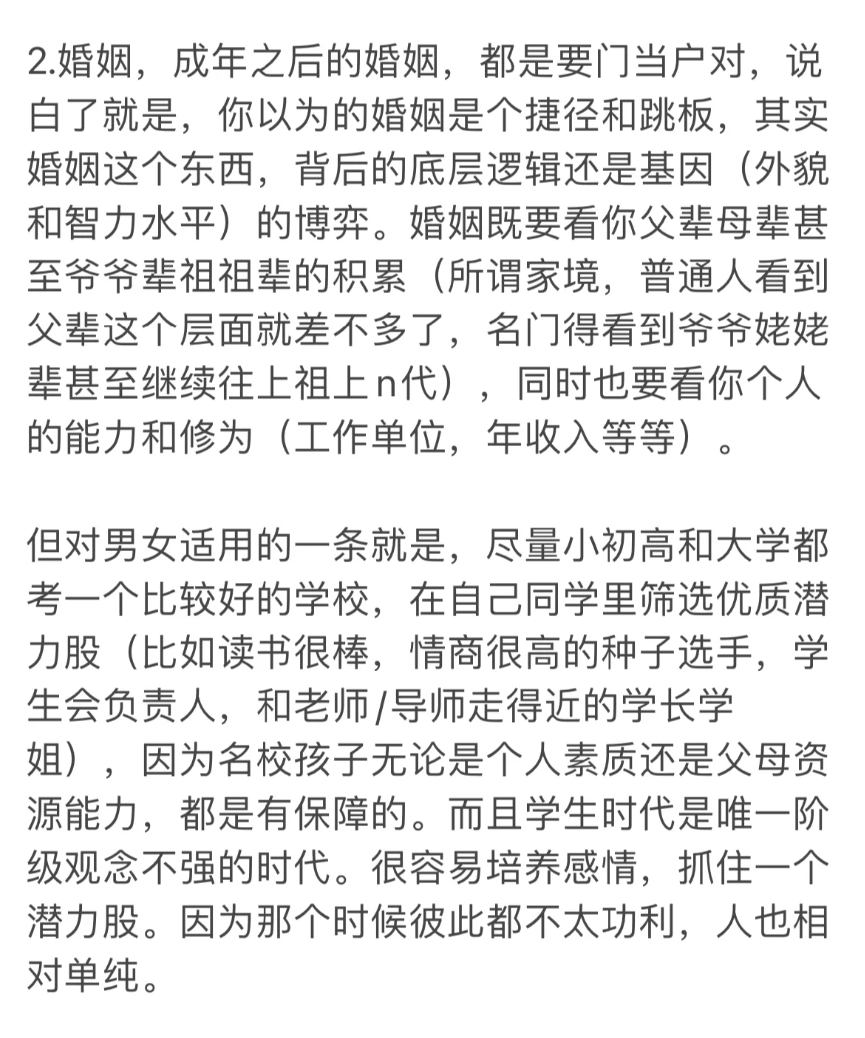 2.婚姻，成年之后的婚姻，都是要门当户对，说
白了就是，你以为的婚姻是个捷径和跳板，其实
婚姻这个东西，背后的底层逻辑还是基因（外貌
和智力水平）的博弈。婚姻既要看你父辈母辈甚
至爷爷辈祖祖辈的积累（所谓家境，普通人看到
父辈这个层面就差不多了，名门得看到爷爷姥姥
辈甚至继续往上祖上n代），同时也要看你个人
的能力和修为（工作单位，年收入等等）。
但对男女适用的一条就是，尽量小初高和大学都
考一个比较好的学校，在自己同学里筛选优质潜
力股（比如读书很棒，情商很高的种子选手，学
生会负责人，和老师/导师走得近的学长学
姐），因为名校孩子无论是个人素质还是父母资
源能力，都是有保障的。而且学生时代是唯一阶
级观念不强的时代。很容易培养感情，抓住一个
潜力股。因为那个时候彼此都不太功利，人也相
对单纯。